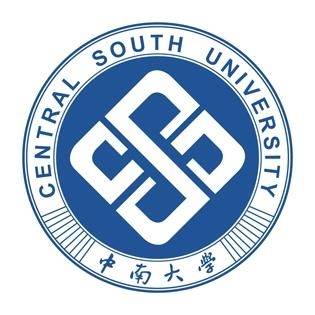 CENTRAL SOUTH UNIVERSITY
中南大学